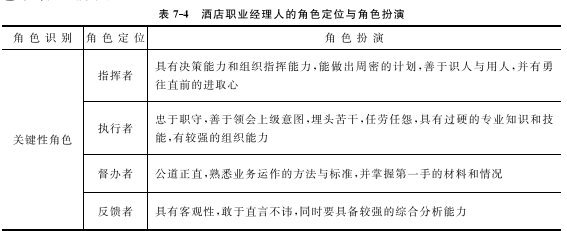 表 7-4 酒店职业经理人的角色定位与角色扮演
角色识别 角色定位 角色扮演
关键性角色
指挥者
具有决策能力和组织指挥能力,能做出周密的计划,善于识人与用人,并有勇
往直前的进取心
执行者
忠于职守,善于领会上级意图,埋头苦干,任劳任怨,具有过硬的专业知识和技
能,有较强的组织能力
督办者
公道正直,熟悉业务运作的方法与标准,并掌握第一手的材料和情况
反馈者
具有客观性,敢于直言不讳,同时要具备较强的综合分析能力